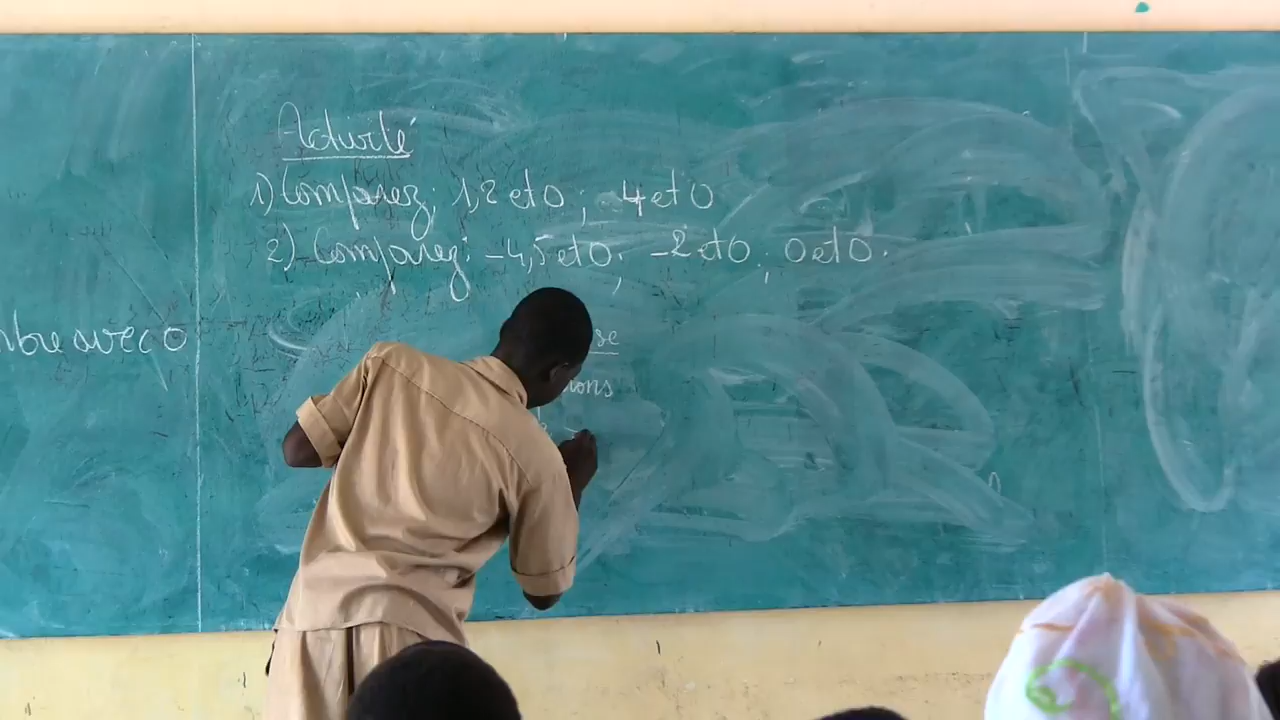 Activité
1) Comparez: 1,2 et 0 ; 4 et 0
2) Comparez: -4,5 et 0 ; -2 et 0 ; 0 et 0.
avec 0